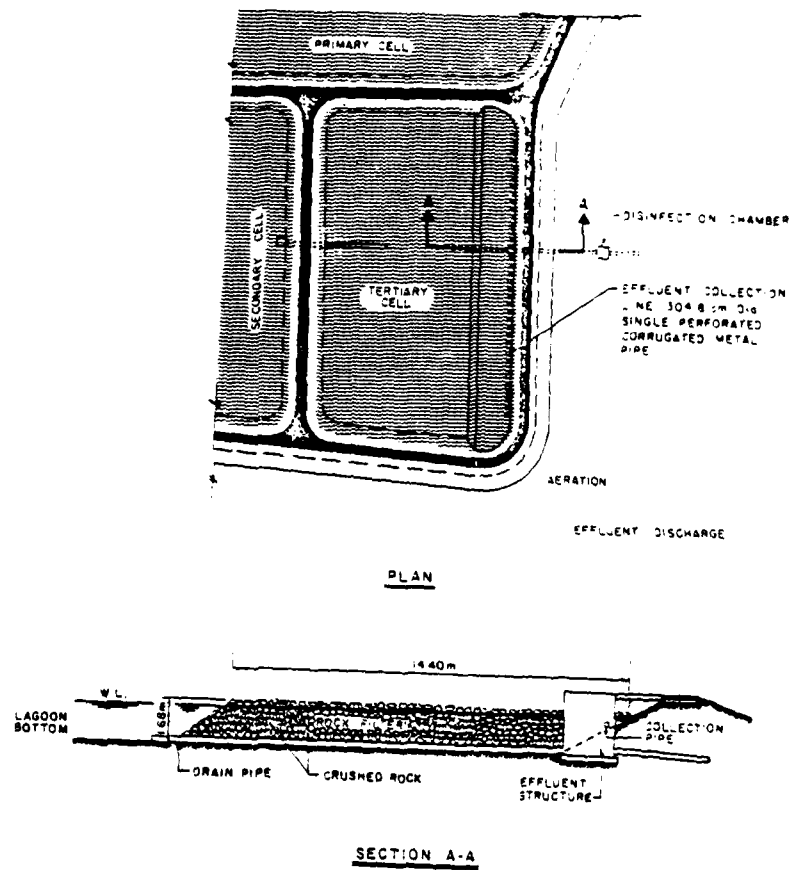 PRIMARY CELL
SECONDARY CELL
TERTIARY
CELL
A
A
DISINFECTION CHAMBER
EFFLUENT COLLECTION
LINE 304.8 cm Dia
SINGLE PERFORATED
CORRUGATED METAL
PIPE
AERATION
EFFLUENT DISCHARGE
PLAN
14.40m
W.L.
LAGOON
BOTTOM
1.68m
ROCK FILTER
COLLECTION
PIPE
DRAIN PIPE
CRUSHED ROCK
EFFLUENT
STRUCTURE
SECTION A-A